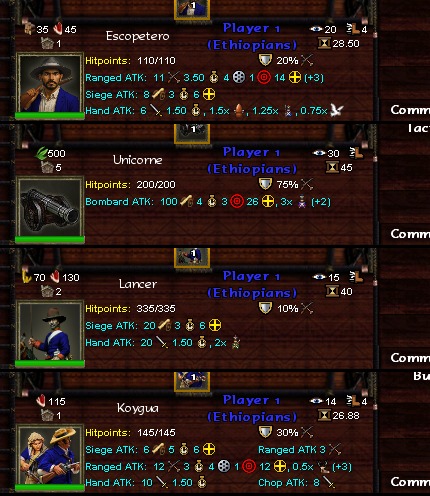 1
35 45 Escopetero Player 1 20 4
1 (Ethiopians) 28.50
Hitpoints: 110/110 20%
Ranged ATK: 11 3.50 4 1 14 (+3)
Siege ATK: 8 3 6
Hand ATK: 6 1.50 , 1.5x , 1.25x , 0.75x
Comm
Tac
1
500 Unicorne Player 1 30 LV
5 (Ethiopians) 45
Hitpoints: 200/200 75%
Bombard ATK: 100 4 3 26 , 3x (+2)
Comm
1
70 130 Lancer Player 1 15 LV
2 (Ethiopians) 40
Hitpoints: 335/335 10%
Siege ATK: 20 3 6
Hand ATK: 20 1.50 , 2x
Comm
Bu
1
115 Koygua Player 1 14 4
1 (Ethiopians) 26.88
Hitpoints: 145/145 30%
Siege ATK: 6 5 6 Ranged ATK 3
Ranged ATK: 12 3 4 1 12 , 0.5x (+3)
Hand ATK: 10 1.50 Chop ATK: 8
Comm